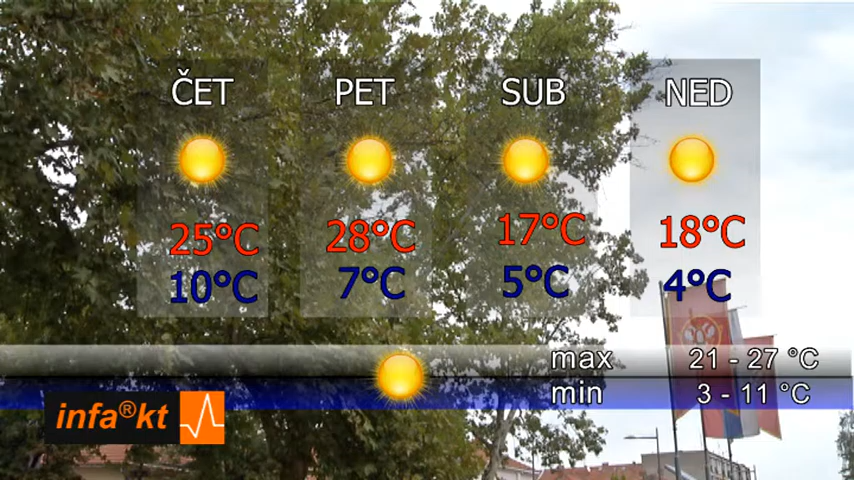 ČET PET SUB NED
25°C 28°C 17°C 18°C
10°C 7°C 5°C 4°C
max 21 - 27 °C
min 3 - 11 °C
infa®kt